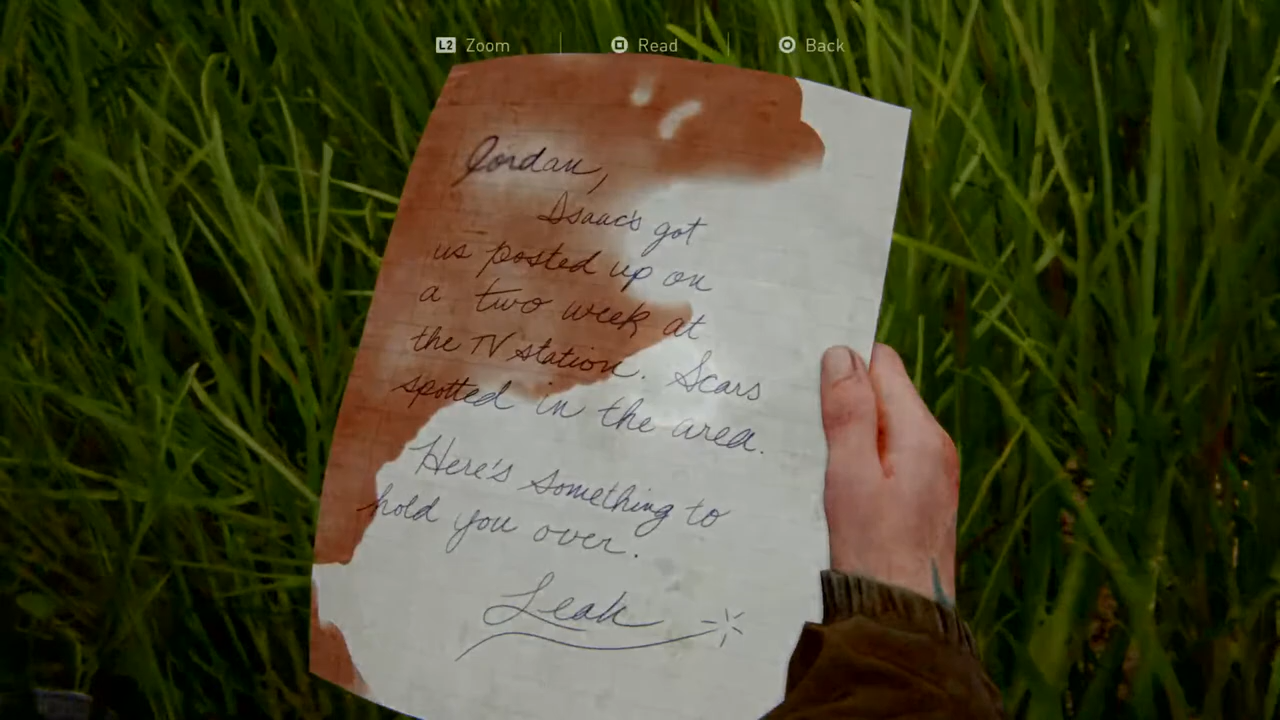 L2 Zoom | Read | Back
Jordan,
Isaac's got
us posted up on
a two week at
the TV station. Scars
spotted in the area.
Here's something to
hold you over.
Leah